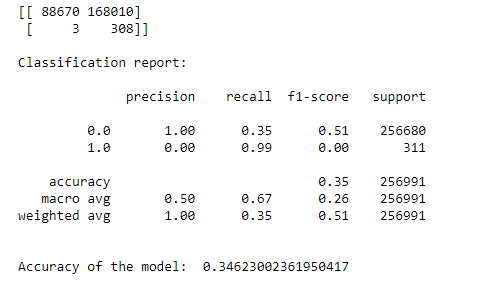 [[ 88670 168010]
[ 3 308]]
Classification report:
precision recall f1-score support
0.0 1.00 0.35 0.51 256680
1.0 0.00 0.99 0.00 311
accuracy 0.35 256991
macro avg 0.50 0.67 0.26 256991
weighted avg 1.00 0.35 0.51 256991
Accuracy of the model: 0.34623002361950417